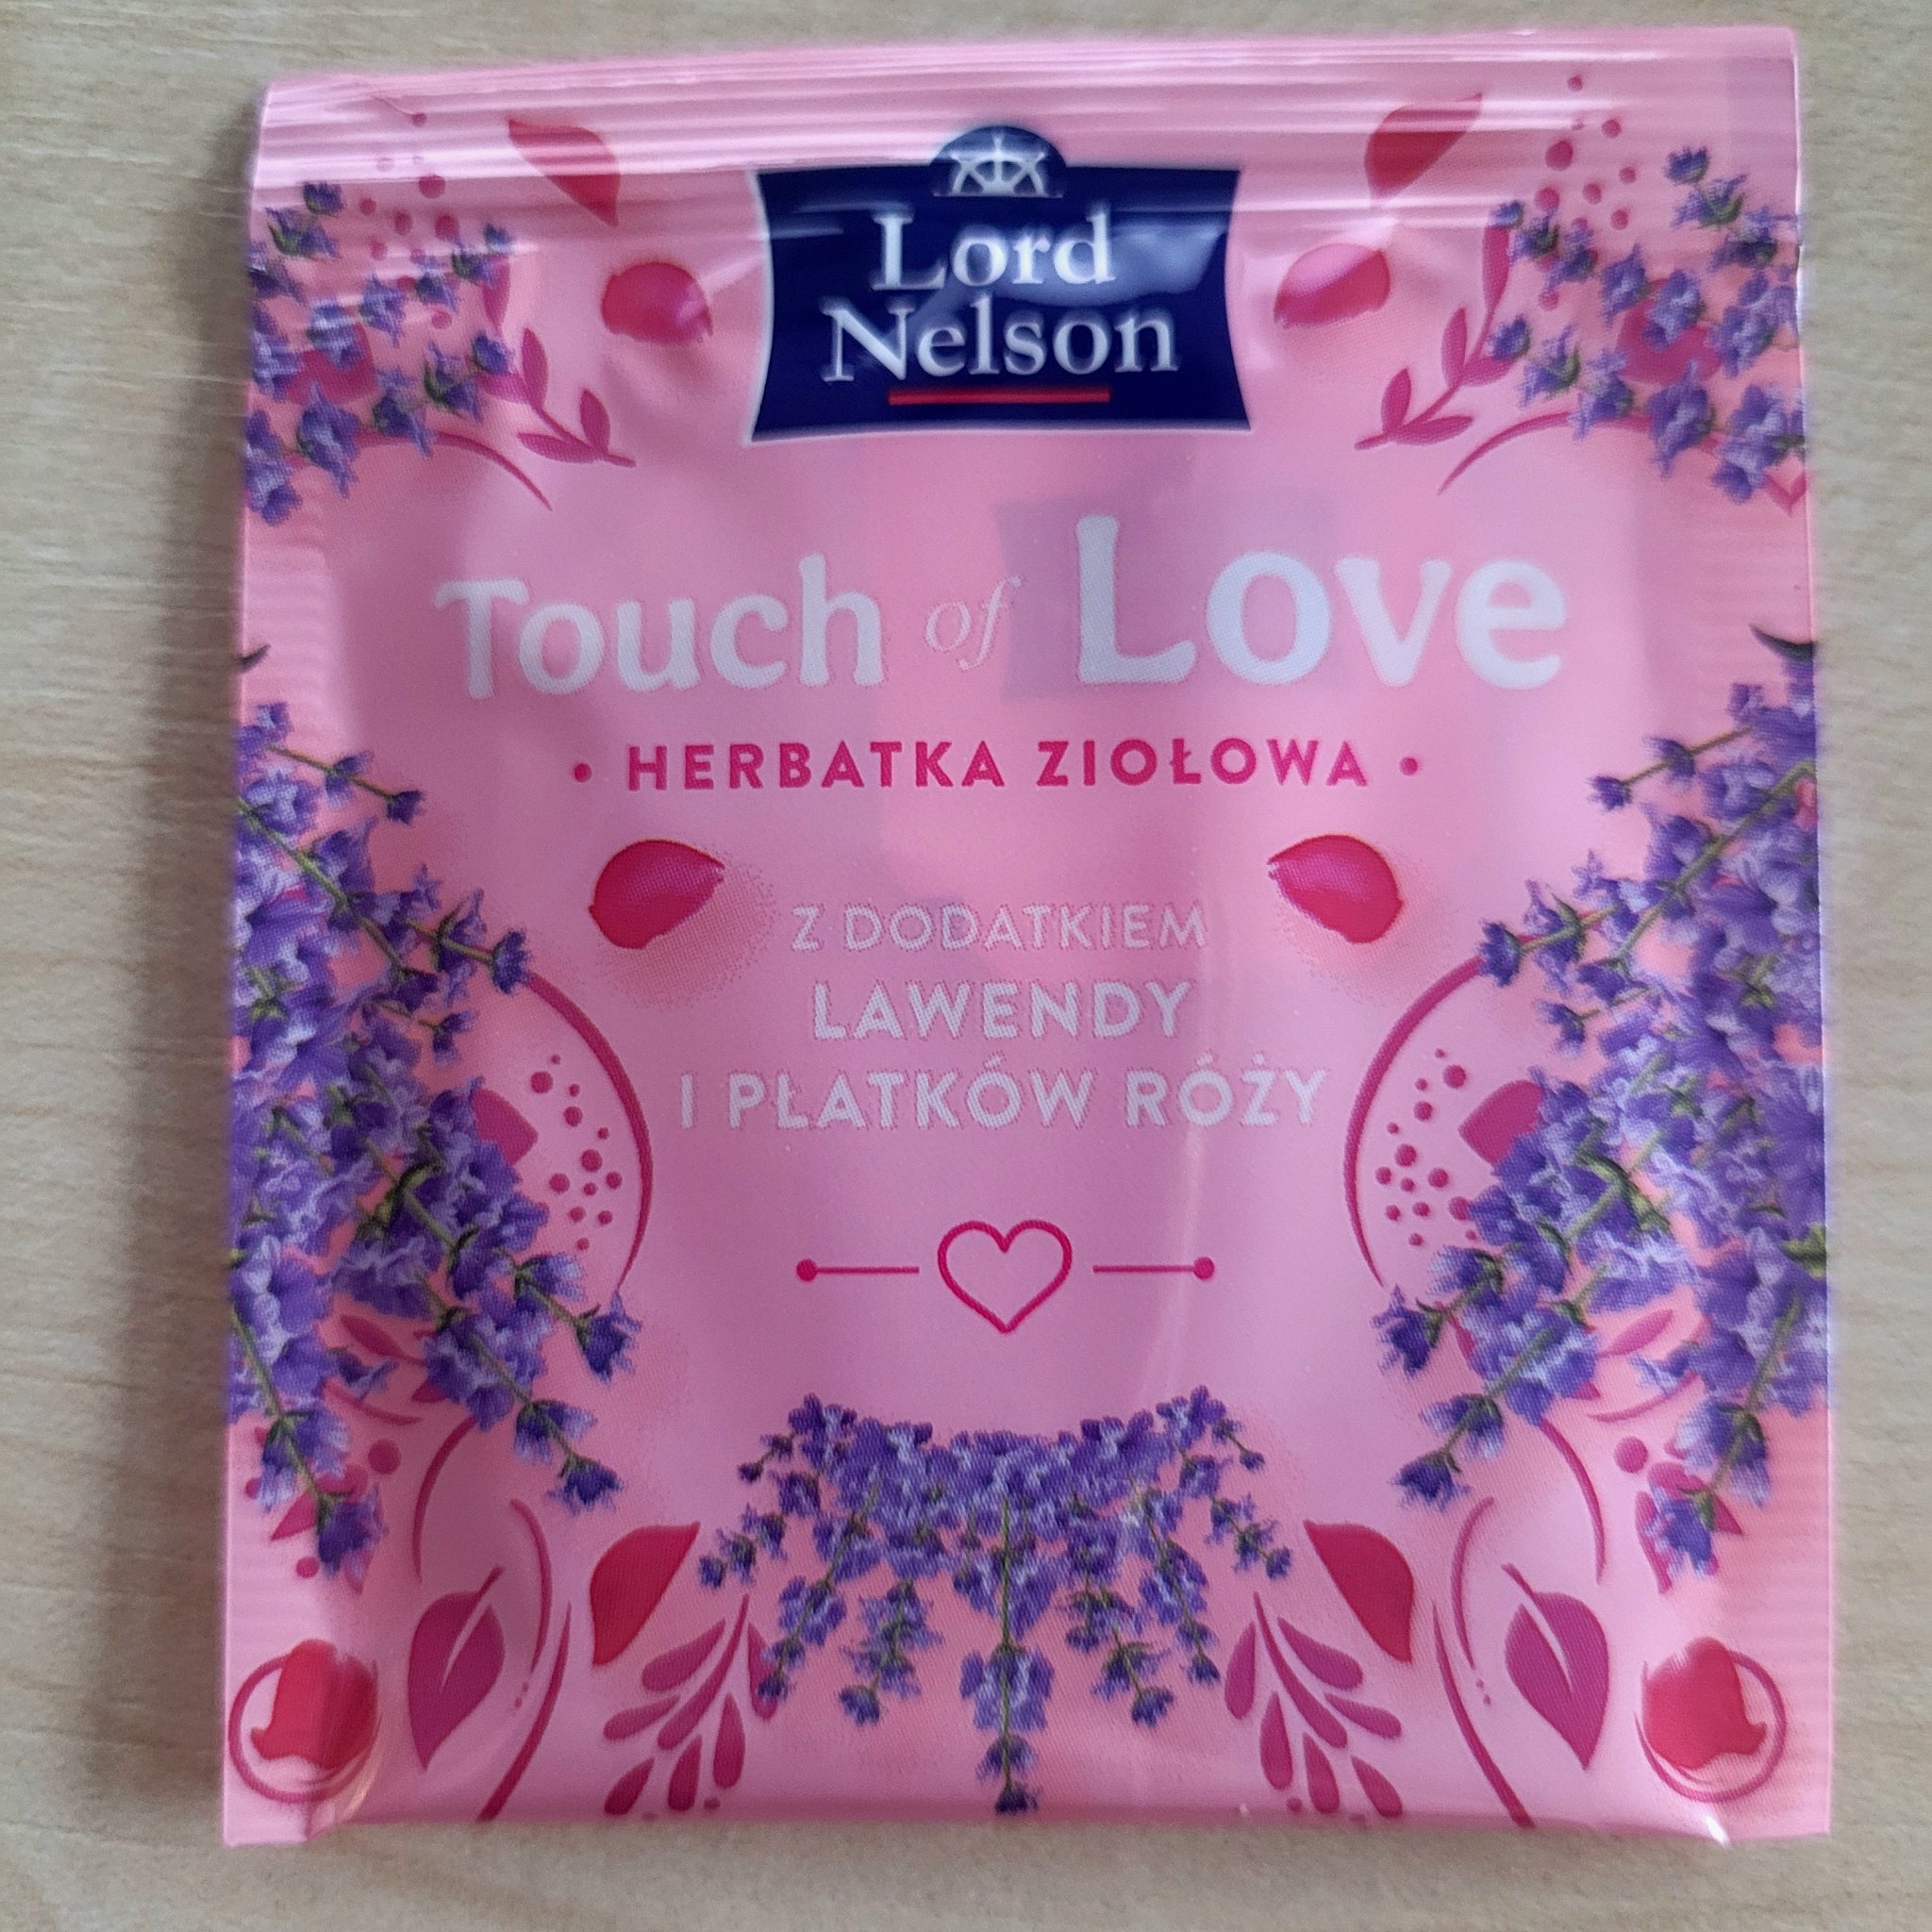 Lord
Nelson
Touch of Love
• HERBATKA ZIOŁOWA •
Z DODATKIEM
LAWENDY
I PŁATKÓW RÓŻY